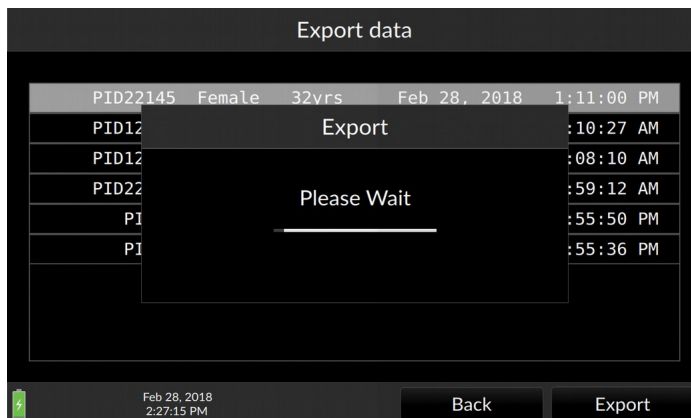 Export data
PID22145 Female 32yrs Feb 28, 2018 1:11:00 PM
PID12 :10:27 AM
PID12 :08:10 AM
PID22 :59:12 AM
PI :55:50 PM
PI :55:36 PM
Export
Please Wait
Feb 28, 2018
2:27:15 PM
Back
Export